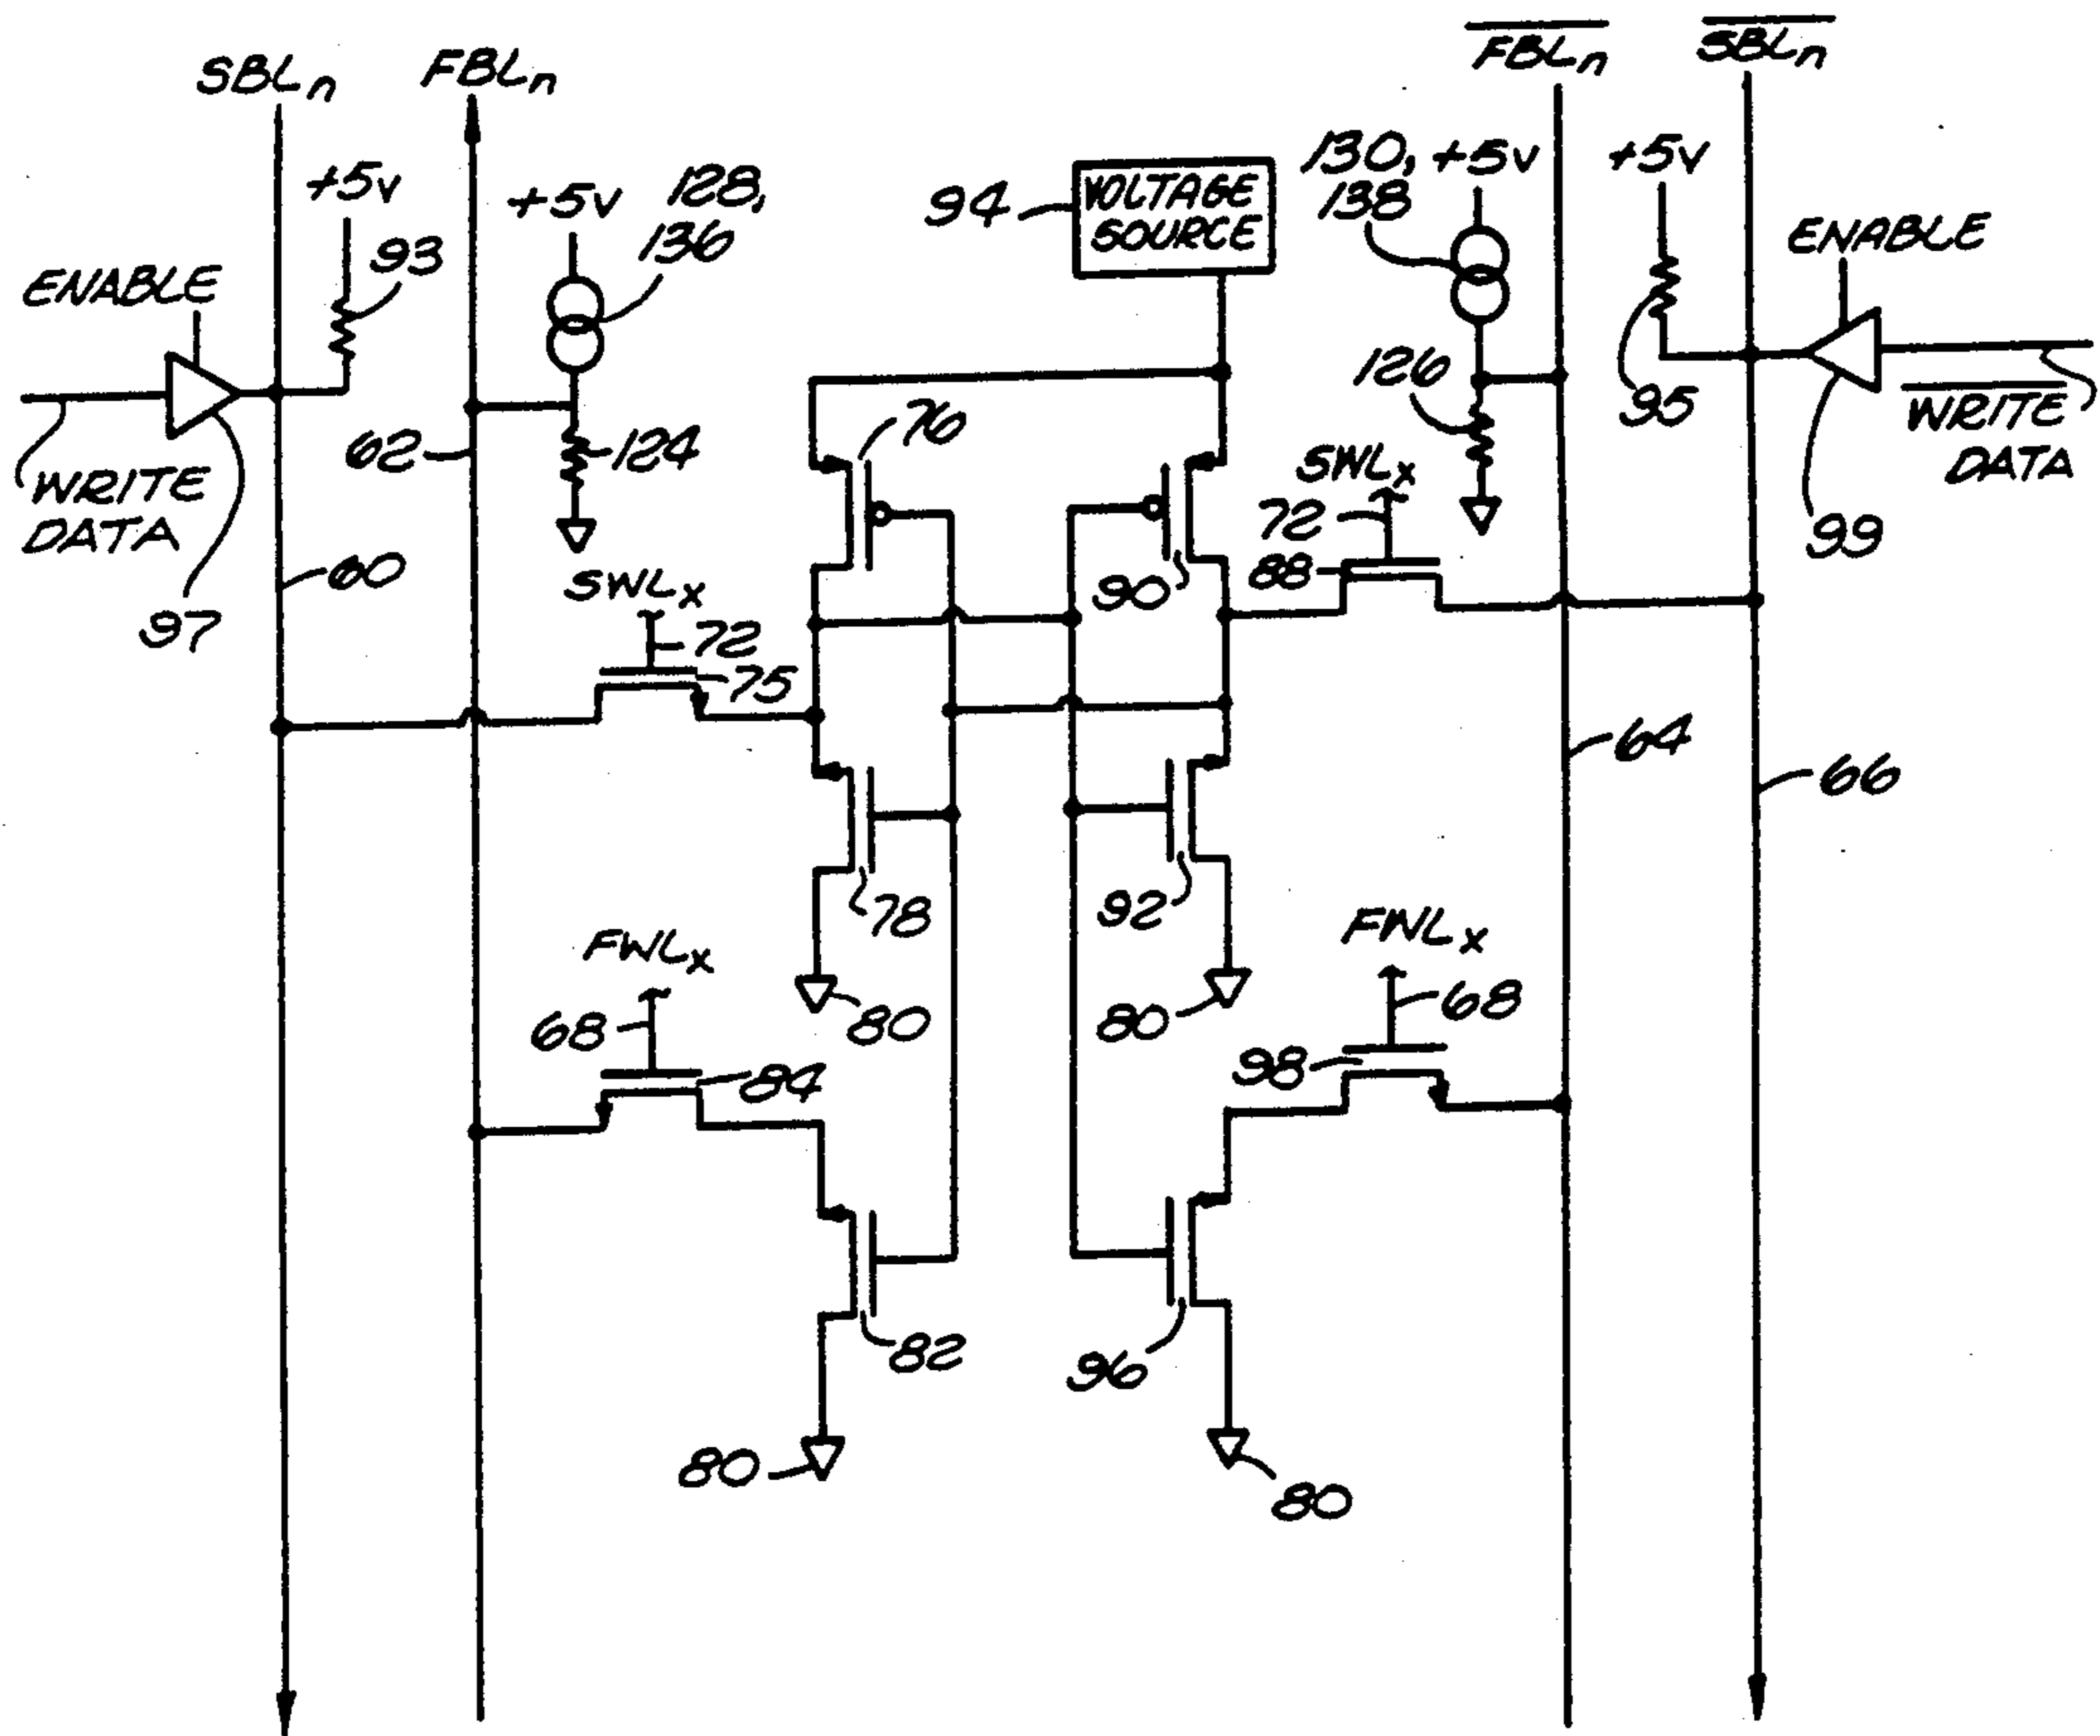 SBLn
FBLn
FBLn
SBLn
+5v
+5v
128,
136
94
VOLTAGE
SOURCE
130,
138
+5v
+5v
ENABLE
93
ENABLE
76
126
95
WRITE
DATA
62
124
WRITE
DATA
SWLx
72
88
99
60
97
SWLx
72
75
90
64
66
78
92
FWLx
FWLx
68
84
80
80
98
68
82
96
80
80